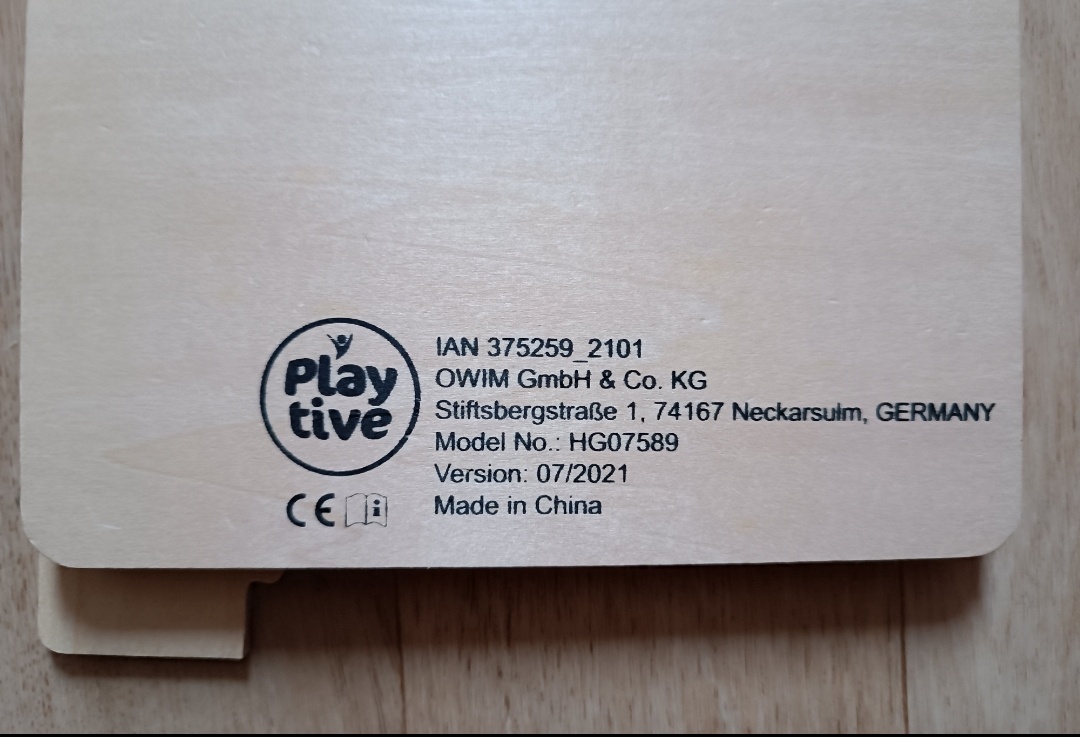 Play
tive
IAN 375259_2101
OWIM GmbH & Co. KG
Stiftsbergstraße 1, 74167 Neckarsulm, GERMANY
Model No.: HG07589
Version: 07/2021
Made in China
CE i